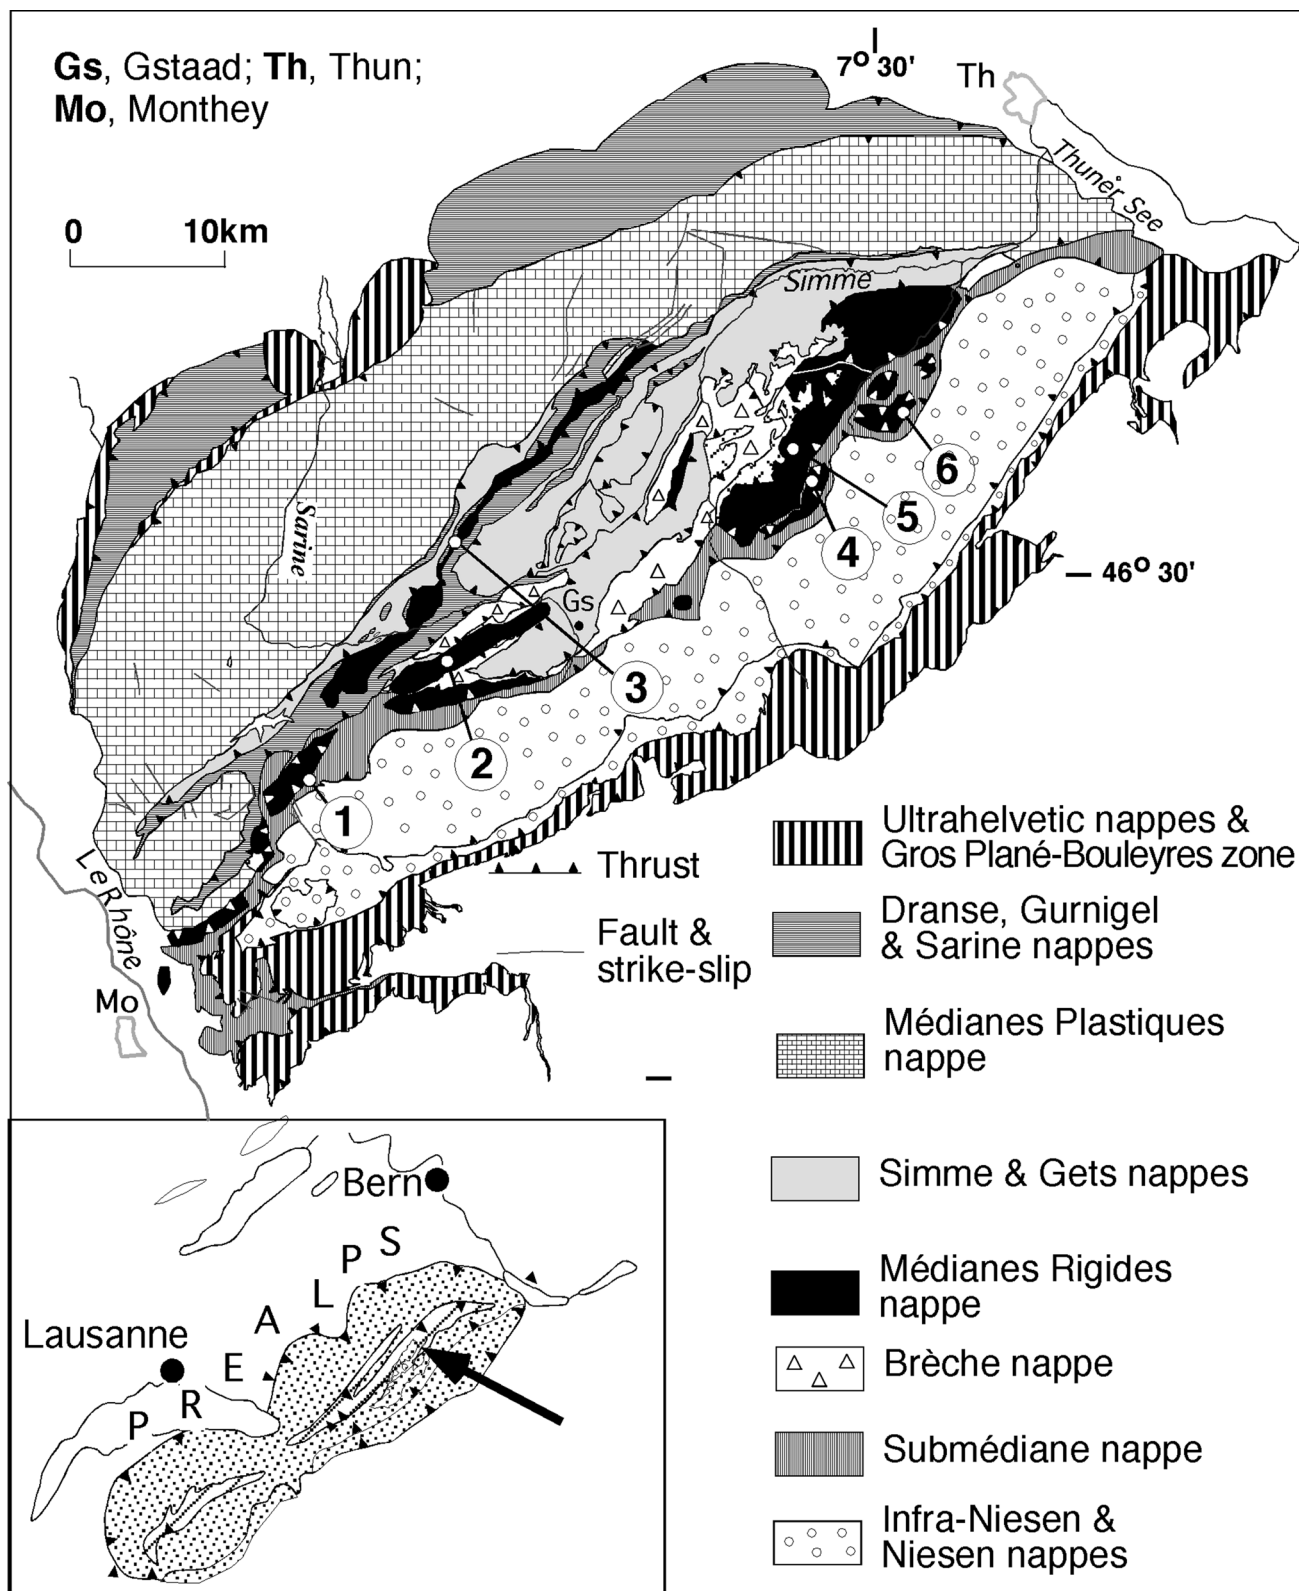 Gs, Gstaad; Th, Thun;
Mo, Monthey
7º 30'
Th
Thuner See
0 10km
Simme
Sarine
Gs
6
5
4
46º 30'
3
2
1
Le Rhône
Mo
Thrust
Fault &
strike-slip
Ultrahelvetic nappes &
Gros Plané-Bouleyres zone
Dranse, Gurnigel
& Sarine nappes
Médianes Plastiques
nappe
Simme & Gets nappes
Médianes Rigides
nappe
Brèche nappe
Submédiane nappe
Infra-Niesen &
Niesen nappes
Bern
Lausanne
P R E A L P S